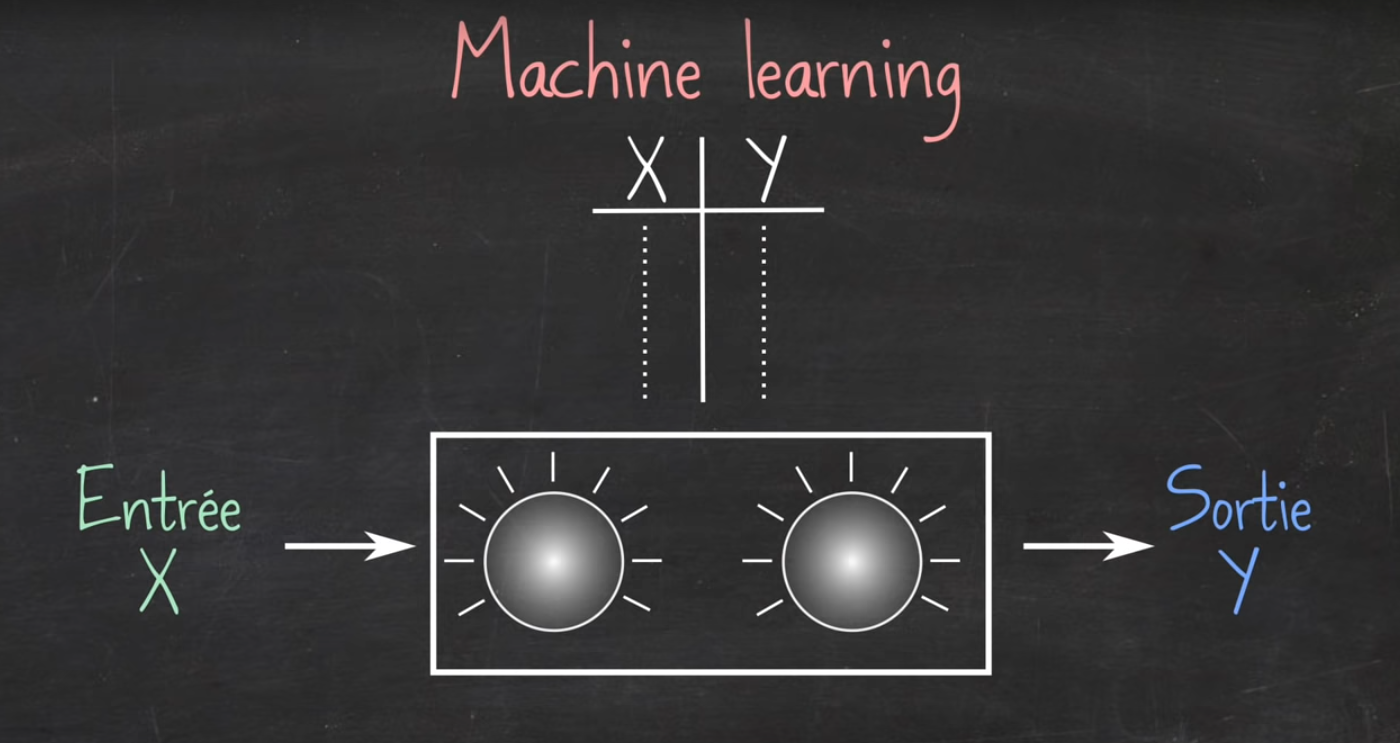 Machine learning
X Y
Entrée
X
Sortie
Y